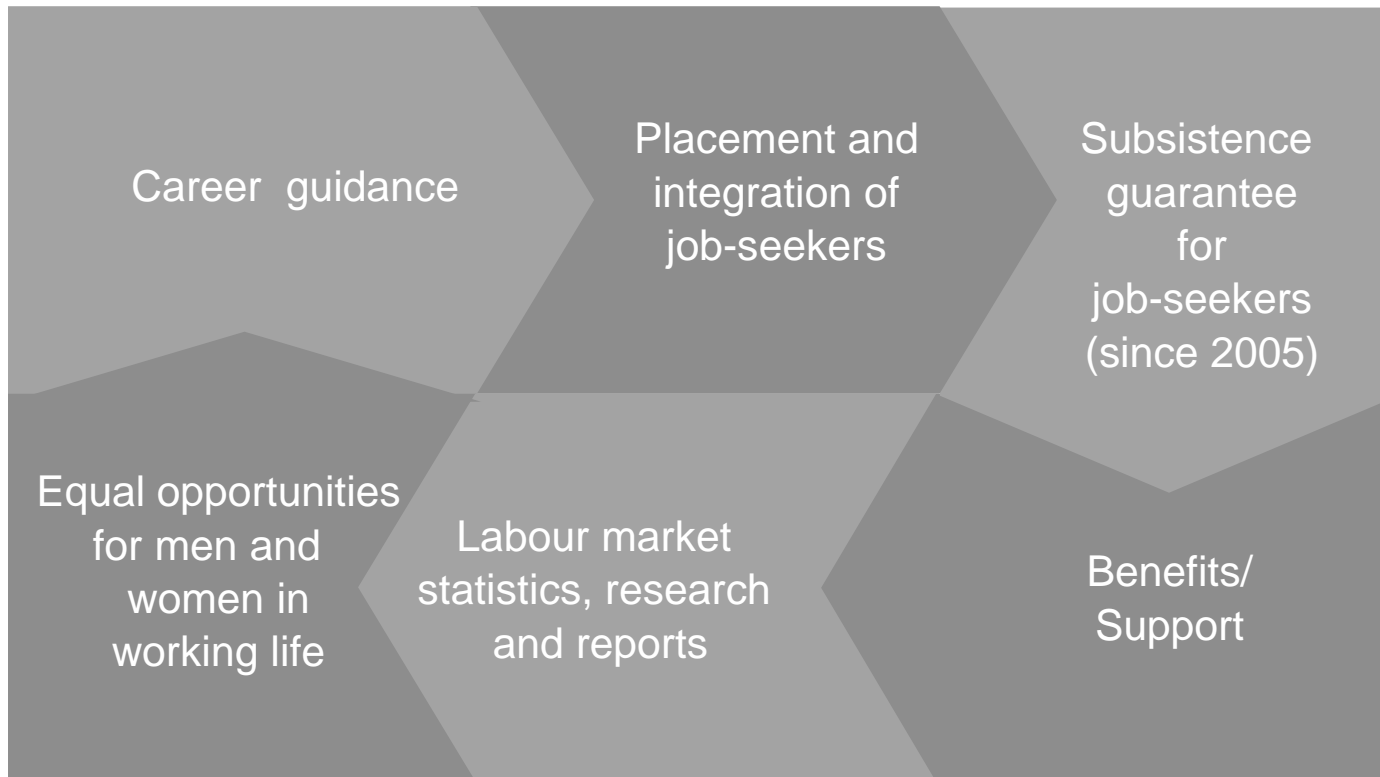 Career guidance
Placement and
integration of
job-seekers
Subsistence
guarantee
for
job-seekers
(since 2005)
Equal opportunities
for men and
women in
working life
Labour market
statistics, research
and reports
Benefits/
Support